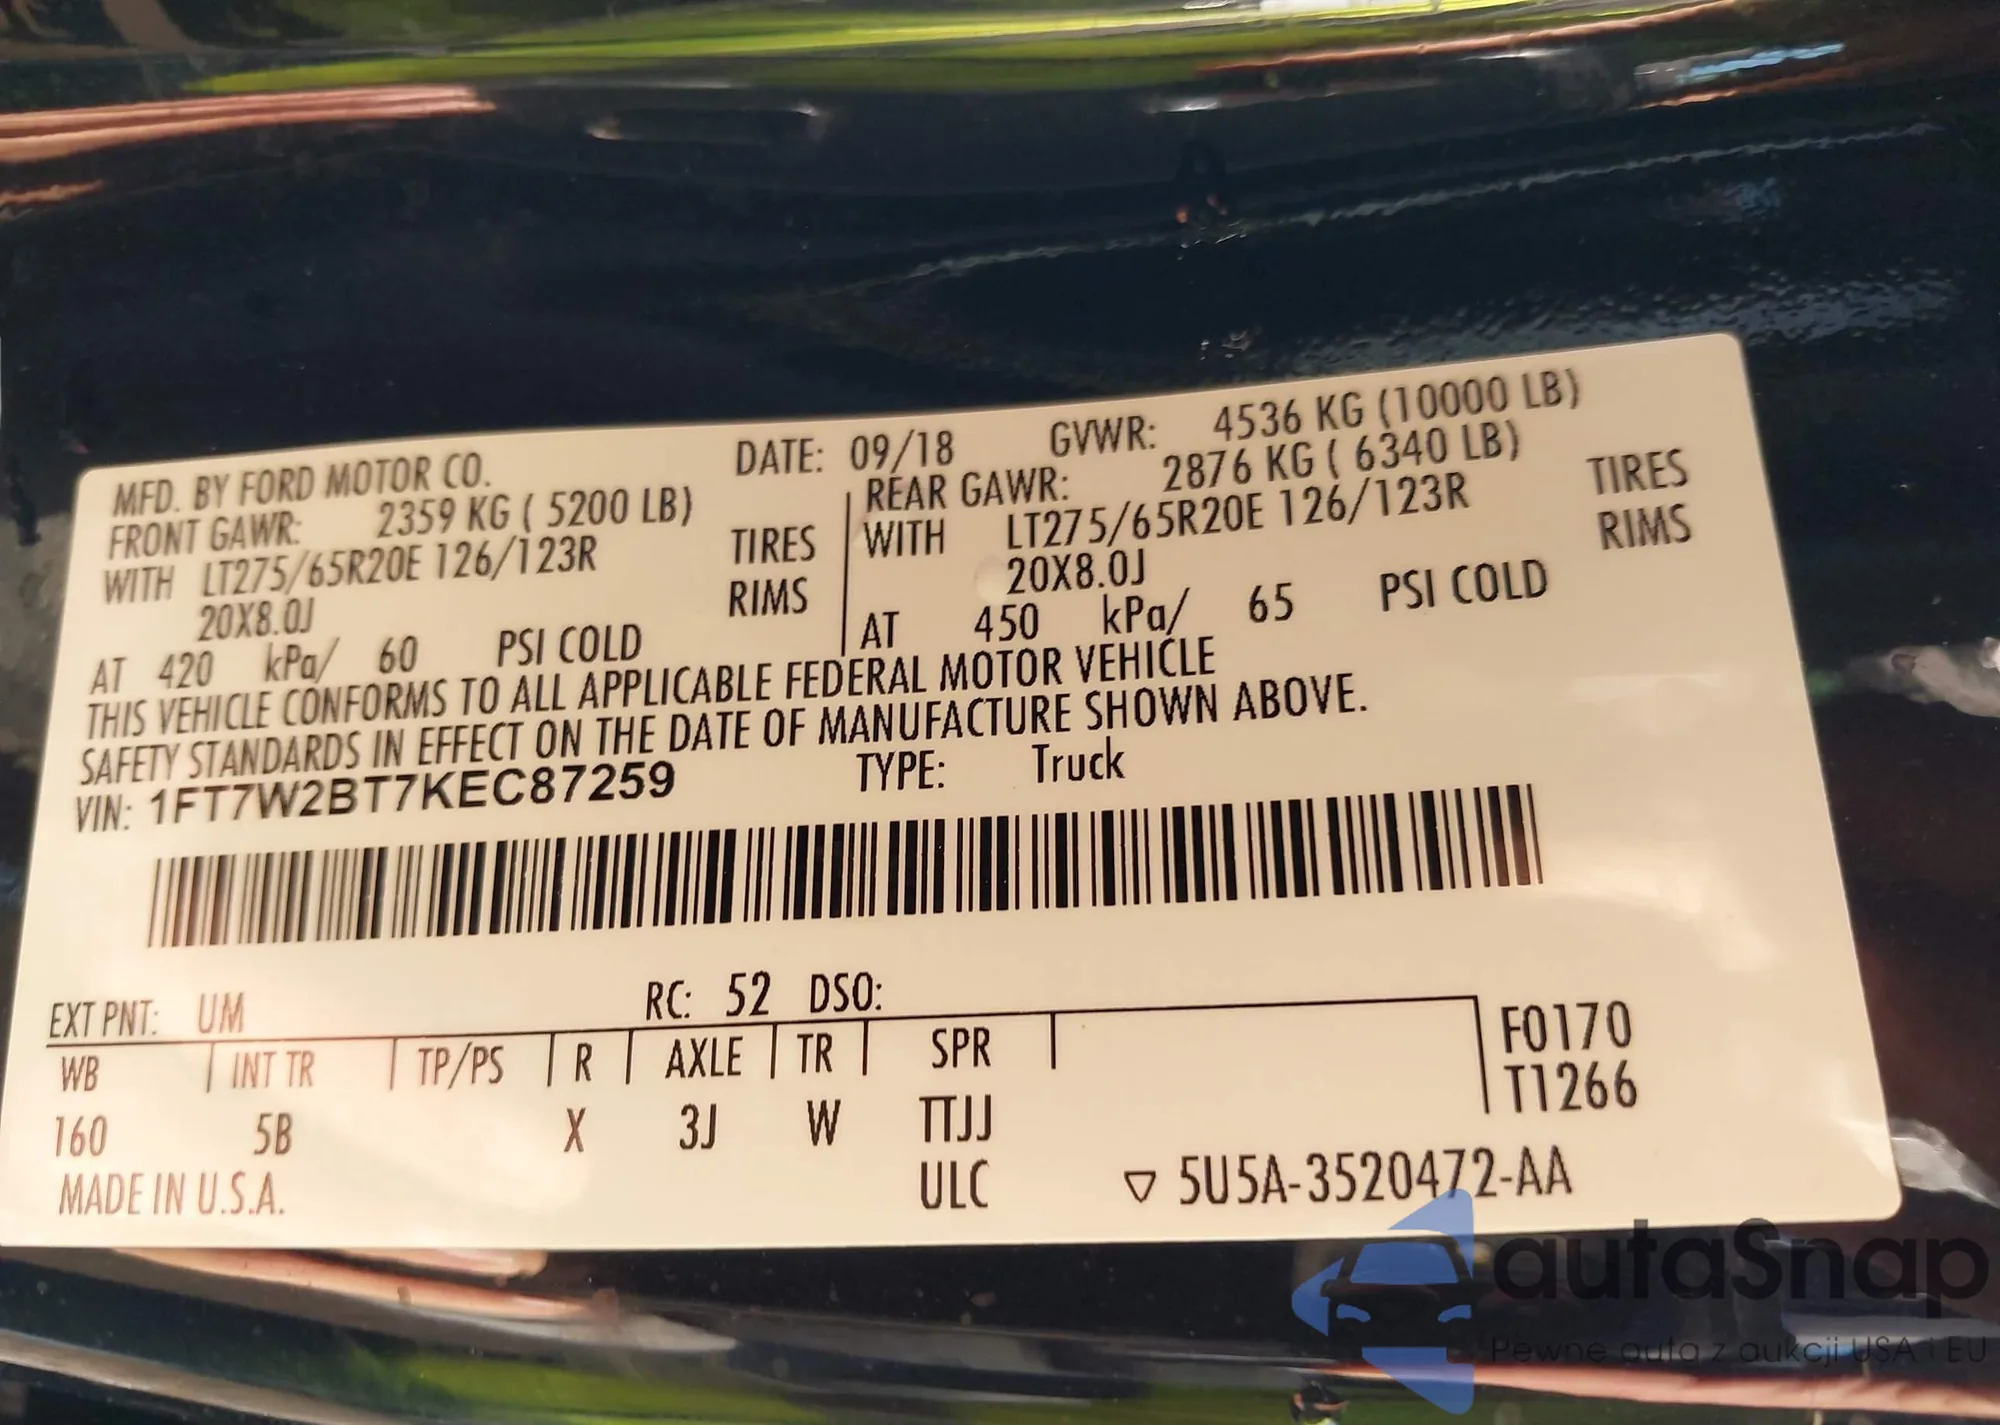 MFD. BY FORD MOTOR CO. DATE: 09/18 GVWR: 4536 KG (10000 LB)
FRONT GAWR: 2359 KG ( 5200 LB) REAR GAWR: 2876 KG ( 6340 LB)
WITH LT275/65R20E 126/123R TIRES WITH LT275/65R20E 126/123R TIRES
20X8.0J RIMS 20X8.0J RIMS
AT 420 kPa/ 60 PSI COLD AT 450 kPa/ 65 PSI COLD
THIS VEHICLE CONFORMS TO ALL APPLICABLE FEDERAL MOTOR VEHICLE
SAFETY STANDARDS IN EFFECT ON THE DATE OF MANUFACTURE SHOWN ABOVE.
VIN: 1FT7W2BT7KEC87259 TYPE: Truck
EXT PNT: UM RC: 52 DSO:
WB INT TR TP/PS R AXLE TR SPR F0170
160 5B X 3J W TTJJ T1266
MADE IN U.S.A. ULC ▽ 5U5A-3520472-AA
autaSnap
Pewne auta z aukcji USA i EU